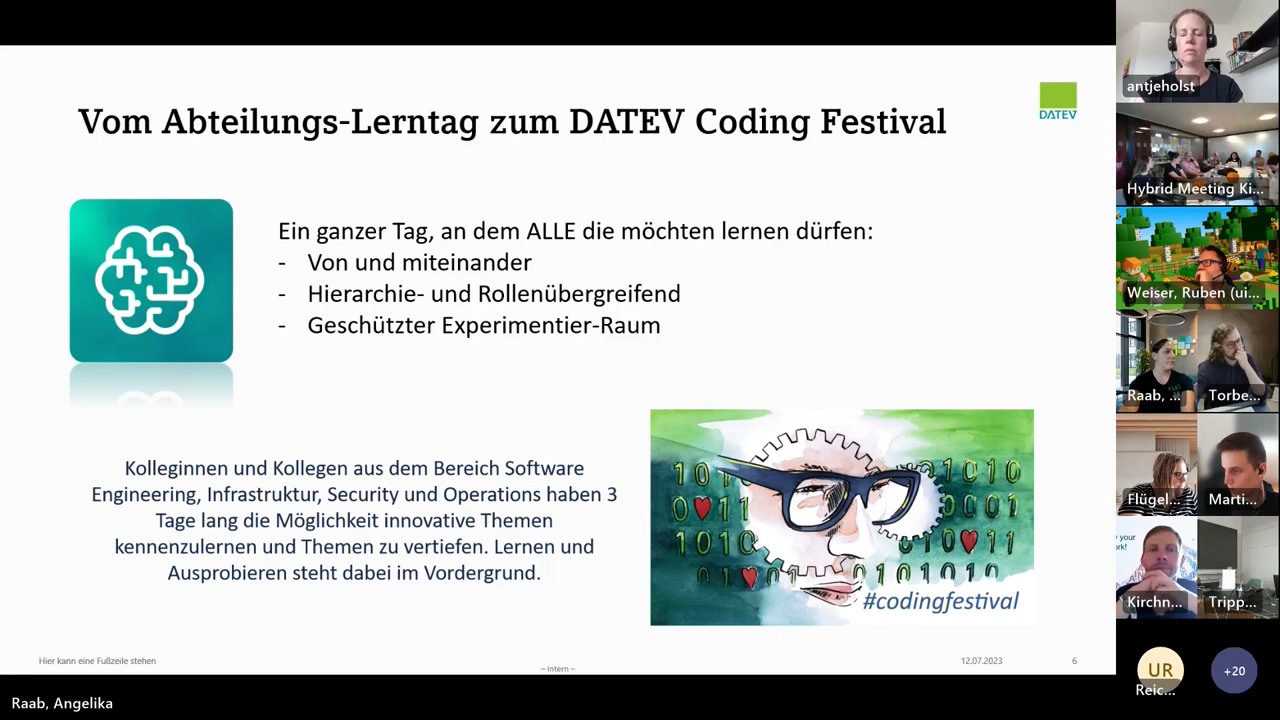 Vom Abteilungs-Lerntag zum DATEV Coding Festival
DATEV
Ein ganzer Tag, an dem ALLE die möchten lernen dürfen:
- Von und miteinander
- Hierarchie- und Rollenübergreifend
- Geschützter Experimentier-Raum
Kolleginnen und Kollegen aus dem Bereich Software
Engineering, Infrastruktur, Security und Operations haben 3
Tage lang die Möglichkeit innovative Themen
kennenzulernen und Themen zu vertiefen. Lernen und
Ausprobieren steht dabei im Vordergrund.
#codingfestival
Hier kann eine Fußzeile stehen
– Intern –
12.07.2023
6
Raab, Angelika
antjeholst
Hybrid Meeting Ki...
Weiser, Ruben (ui...
Raab, ...
Torbe...
Flügel...
Marti...
Kirchn...
Tripp...
UR
Reic...
+20